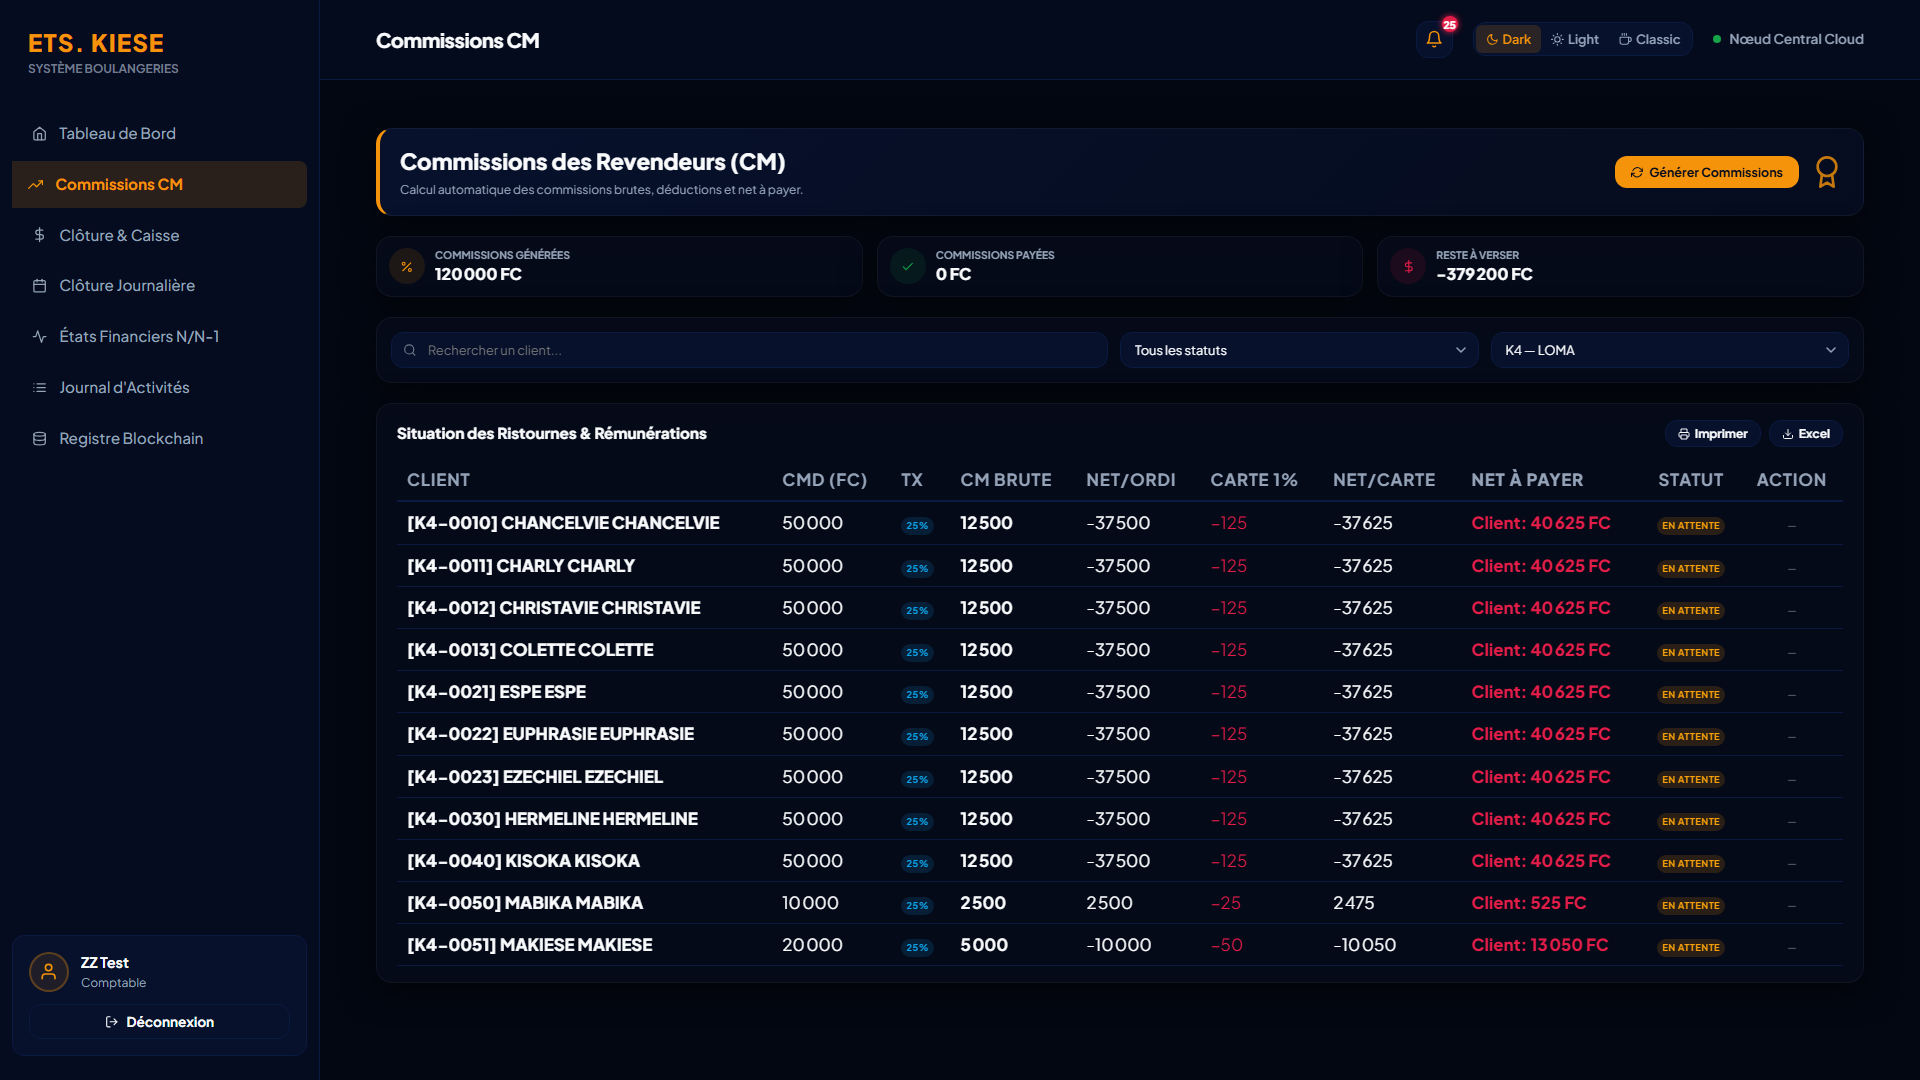 ETS. KIESE
SYSTÈME BOULANGERIES
Tableau de Bord
Commissions CM
Clôture & Caisse
Clôture Journalière
États Financiers N/N-1
Journal d'Activités
Registre Blockchain
ZZ Test
Comptable
Déconnexion
Commissions CM
25
Dark Light Classic
Nœud Central Cloud
Commissions des Revendeurs (CM)
Calcul automatique des commissions brutes, déductions et net à payer.
Générer Commissions
COMMISSIONS GÉNÉRÉES
120 000 FC
COMMISSIONS PAYÉES
0 FC
RESTE À VERSER
-379 200 FC
Rechercher un client...
Tous les statuts
K4 — LOMA
Situation des Ristournes & Rémunérations
Imprimer
Excel
CLIENT CMD (FC) TX CM BRUTE NET/ORDI CARTE 1% NET/CARTE NET À PAYER STATUT ACTION
[K4-0010] CHANCELVIE CHANCELVIE 50 000 25% 12 500 -37 500 -125 -37 625 Client: 40 625 FC EN ATTENTE —
[K4-0011] CHARLY CHARLY 50 000 25% 12 500 -37 500 -125 -37 625 Client: 40 625 FC EN ATTENTE —
[K4-0012] CHRISTAVIE CHRISTAVIE 50 000 25% 12 500 -37 500 -125 -37 625 Client: 40 625 FC EN ATTENTE —
[K4-0013] COLETTE COLETTE 50 000 25% 12 500 -37 500 -125 -37 625 Client: 40 625 FC EN ATTENTE —
[K4-0021] ESPE ESPE 50 000 25% 12 500 -37 500 -125 -37 625 Client: 40 625 FC EN ATTENTE —
[K4-0022] EUPHRASIE EUPHRASIE 50 000 25% 12 500 -37 500 -125 -37 625 Client: 40 625 FC EN ATTENTE —
[K4-0023] EZECHIEL EZECHIEL 50 000 25% 12 500 -37 500 -125 -37 625 Client: 40 625 FC EN ATTENTE —
[K4-0030] HERMELINE HERMELINE 50 000 25% 12 500 -37 500 -125 -37 625 Client: 40 625 FC EN ATTENTE —
[K4-0040] KISOKA KISOKA 50 000 25% 12 500 -37 500 -125 -37 625 Client: 40 625 FC EN ATTENTE —
[K4-0050] MABIKA MABIKA 10 000 25% 2 500 2 500 -25 2 475 Client: 525 FC EN ATTENTE —
[K4-0051] MAKIESE MAKIESE 20 000 25% 5 000 -10 000 -50 -10 050 Client: 13 050 FC EN ATTENTE —